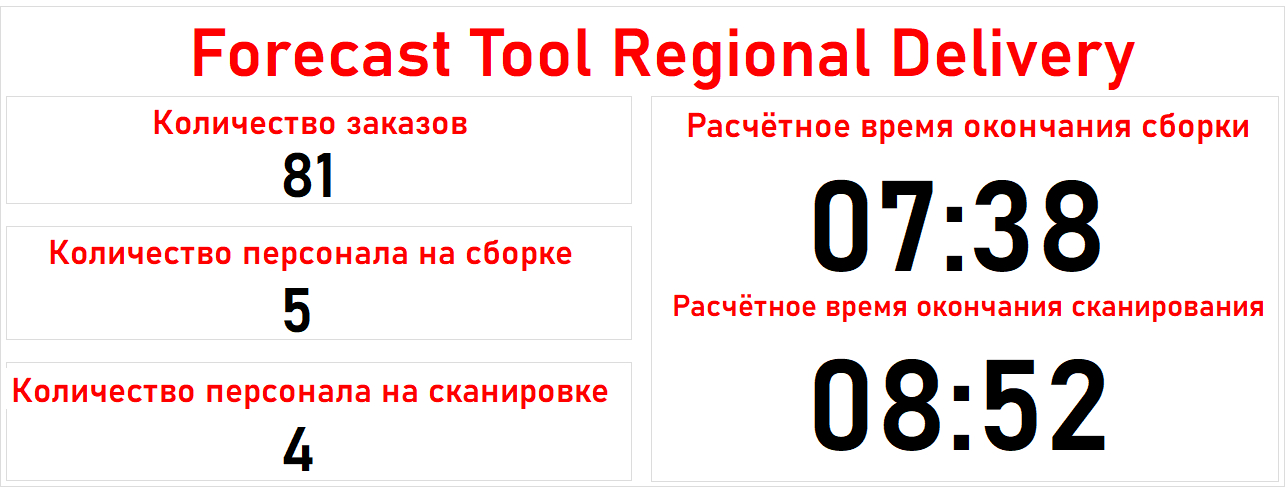 Forecast Tool Regional Delivery
Количество заказов
81
Количество персонала на сборке
5
Количество персонала на сканировке
4
Расчётное время окончания сборки
07:38
Расчётное время окончания сканирования
08:52